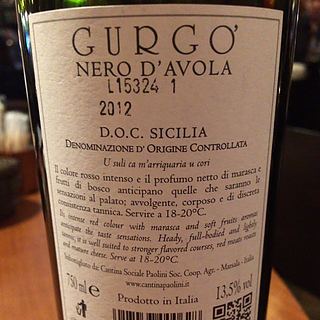 GURGO'
NERO D'AVOLA
L15324 1
2012
D.O.C. SICILIA
DENOMINAZIONE D'ORIGINE CONTROLLATA
U suli ca m'arriquaria u cori
Il colore rosso intenso e il profumo netto di marasca e
frutti di bosco anticipano quelle che saranno le
sensazioni al palato; avvolgente, corposo e di discreta
consistenza tannica. Servire a 18-20°C.
Its intense red colour with marasca and soft fruits aromas
anticipate the taste sensations. Heady, full-bodied and lightly
it is well suited to stronger flavoured courses, red meats roasts
and mature cheese. Serve at 18-20°C.
Imbottigliato da: Cantina Sociale Paolini Soc. Coop. Agr. - Marsala - Italia
www.cantinapaolini.it
750 ml e
13,5% vol
Prodotto in Italia